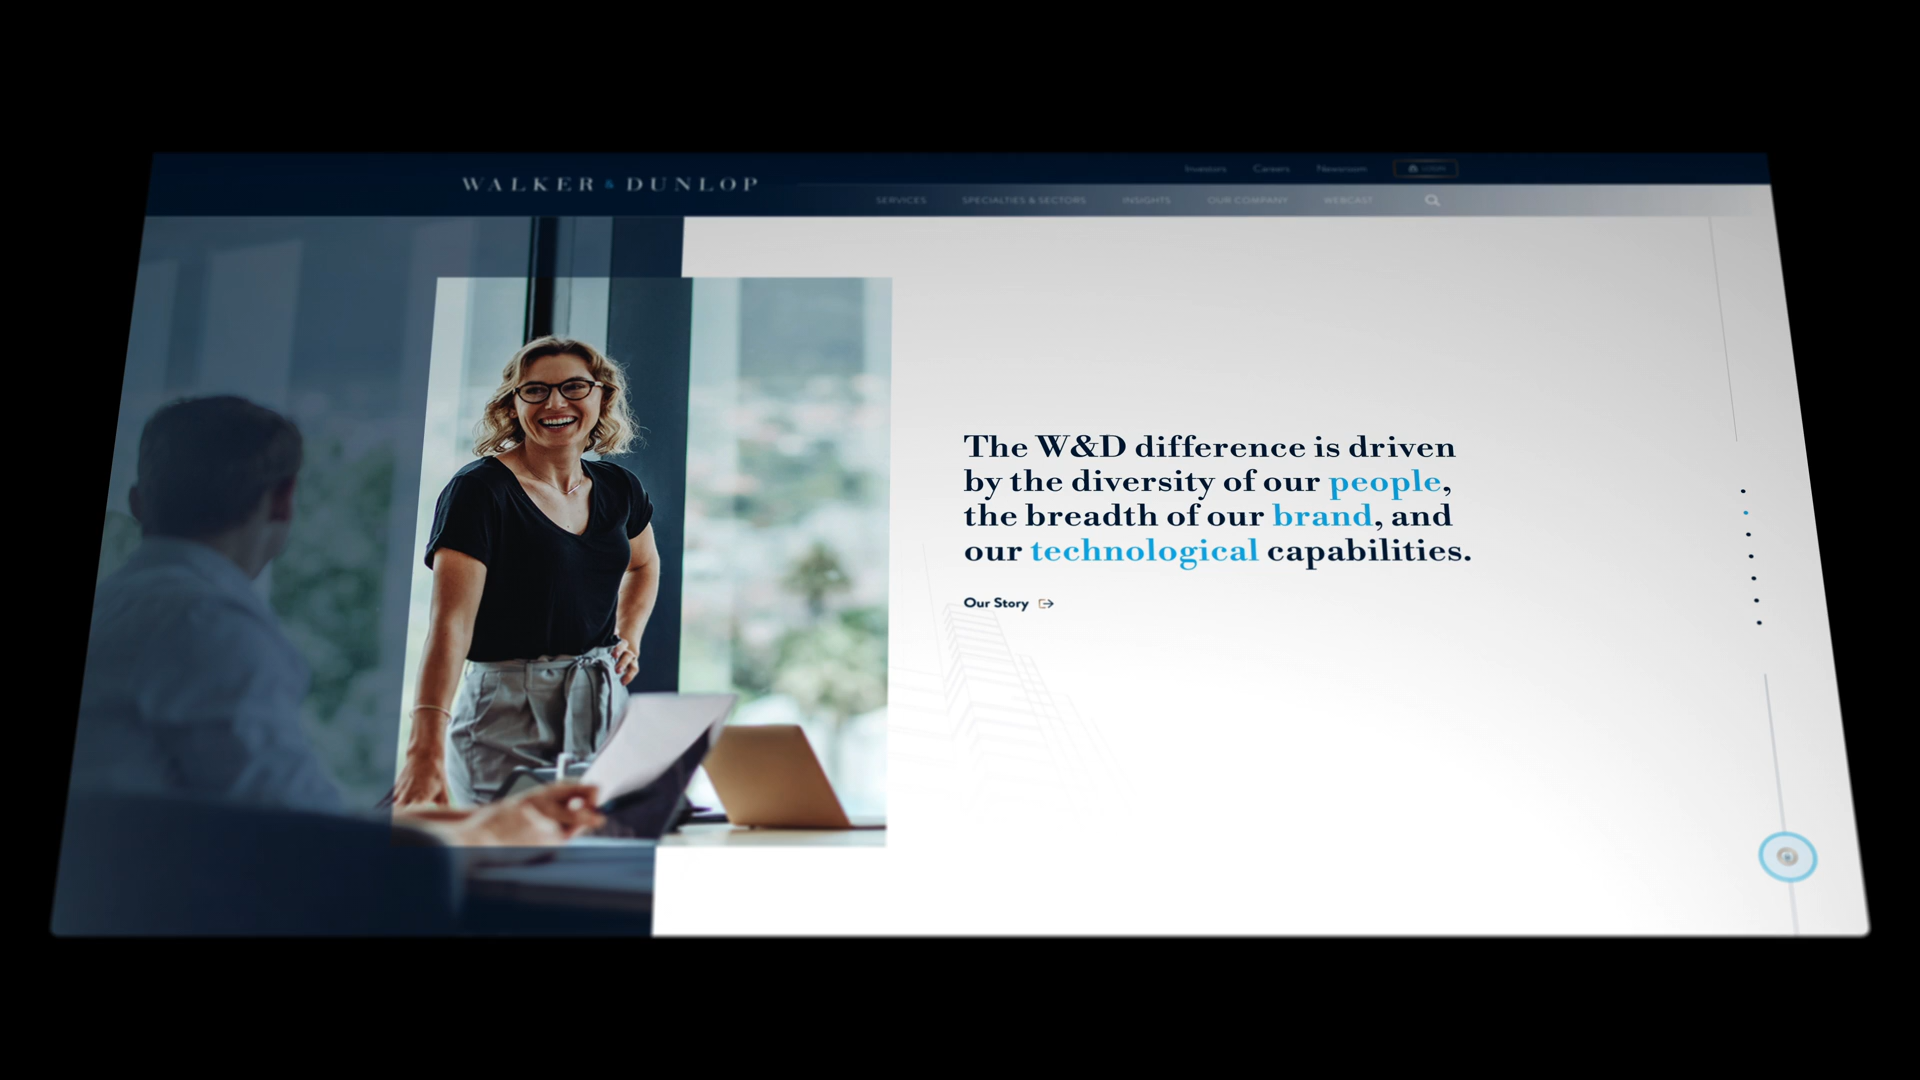 WALKER & DUNLOP
Investors Careers Newsroom
SERVICES SPECIALTIES & SECTORS INSIGHTS OUR COMPANY WEBCAST
The W&D difference is driven
by the diversity of our people,
the breadth of our brand, and
our technological capabilities.
Our Story